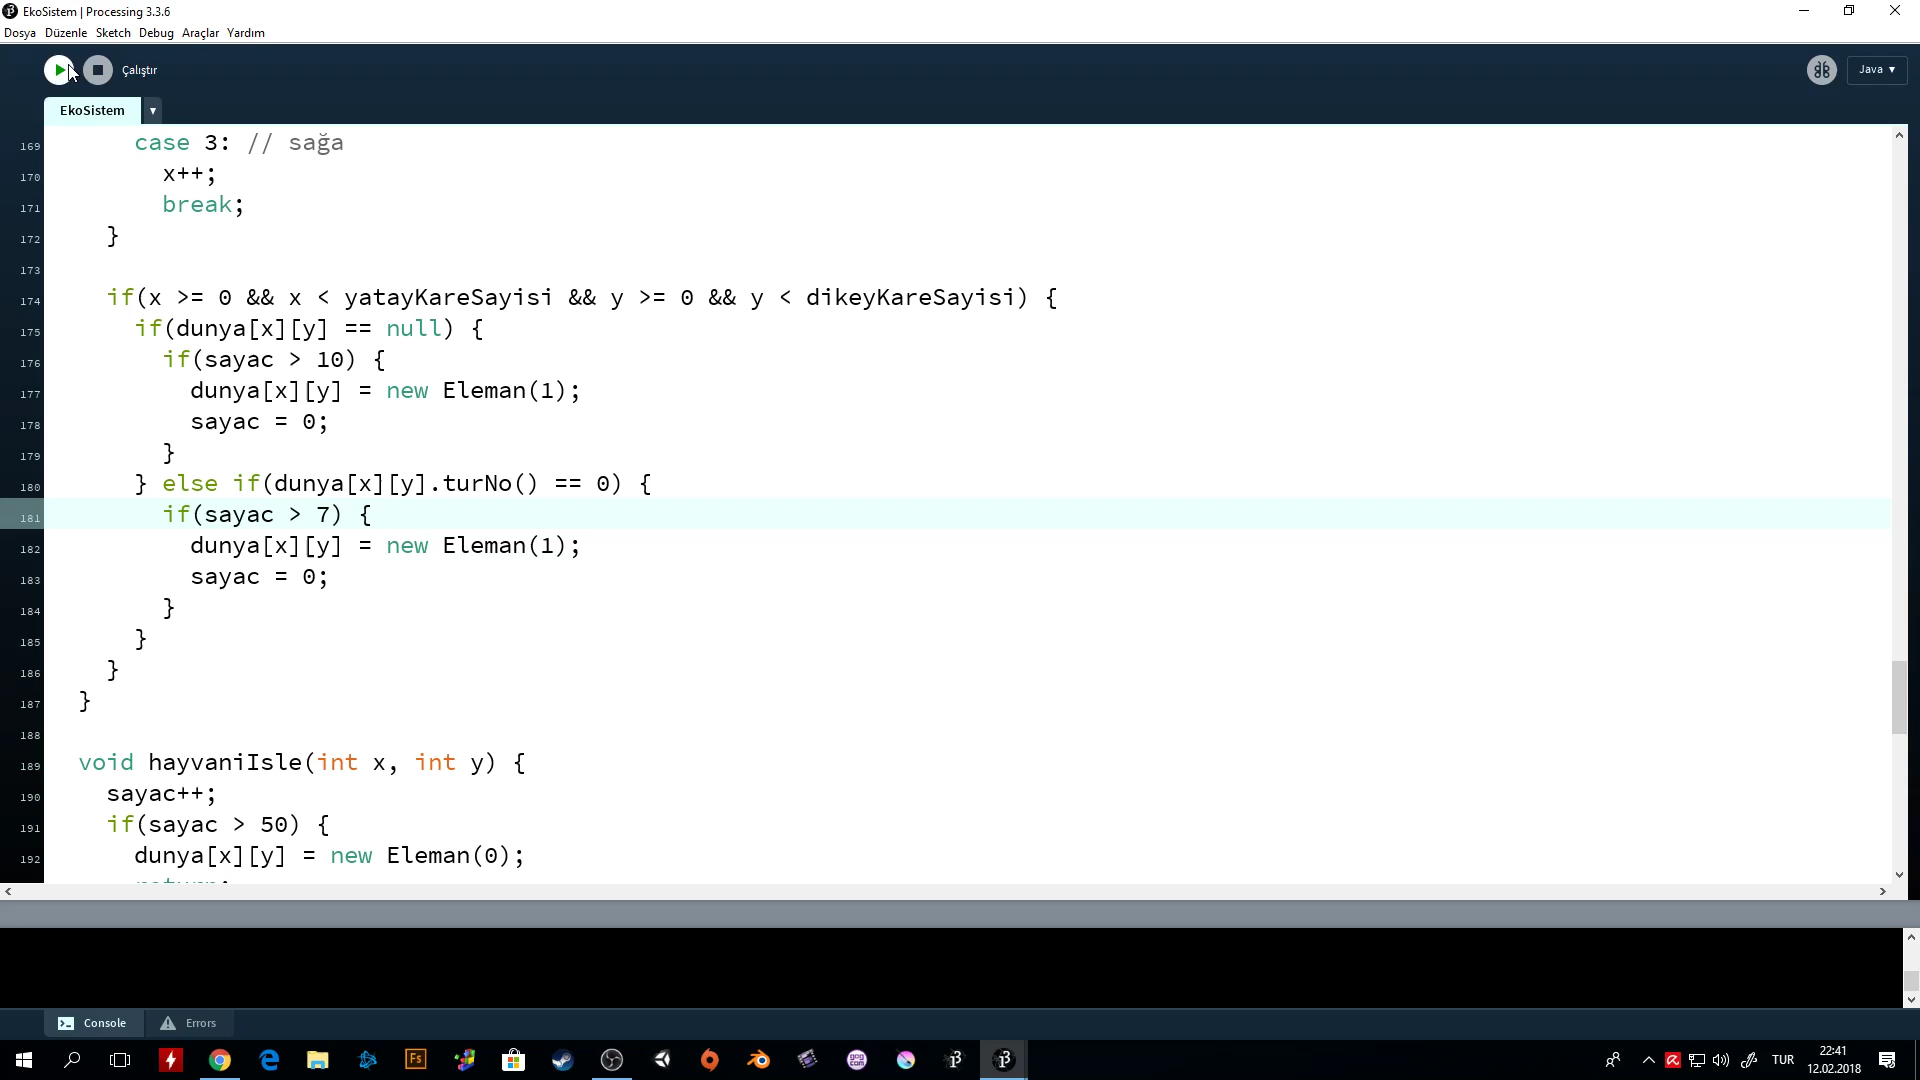 EkoSistem | Processing 3.3.6
Dosya Düzenle Sketch Debug Araçlar Yardım
Çalıştır
Java ▾
EkoSistem ▾
169 case 3: // sağa
170 x++;
171 break;
172 }
173
174 if(x >= 0 && x < yatayKareSayisi && y >= 0 && y < dikeyKareSayisi) {
175 if(dunya[x][y] == null) {
176 if(sayac > 10) {
177 dunya[x][y] = new Eleman(1);
178 sayac = 0;
179 }
180 } else if(dunya[x][y].turNo() == 0) {
181 if(sayac > 7) {
182 dunya[x][y] = new Eleman(1);
183 sayac = 0;
184 }
185 }
186 }
187 }
188
189 void hayvaniIsle(int x, int y) {
190 sayac++;
191 if(sayac > 50) {
192 dunya[x][y] = new Eleman(0);
Console Errors
Fs
TUR
22:41
12.02.2018